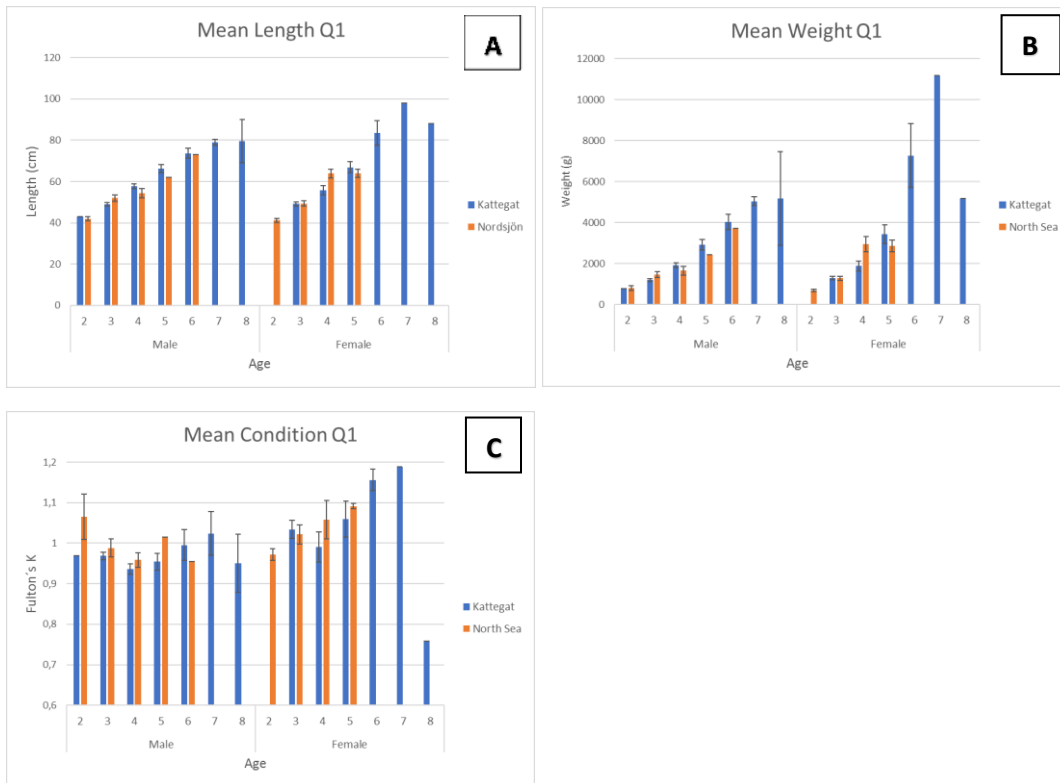 Mean Length Q1
A
120
100
80
60
40
20
0
Length (cm)
2 3 4 5 6 7 8 2 3 4 5 6 7 8
Male Female
Age
Kattegat
Nordsjön
Mean Weight Q1
B
12000
10000
8000
6000
4000
2000
0
Weight (g)
2 3 4 5 6 7 8 2 3 4 5 6 7 8
Male Female
Age
Kattegat
North Sea
Mean Condition Q1
C
1,2
1,1
1
0,9
0,8
0,7
0,6
Fulton´s K
2 3 4 5 6 7 8 2 3 4 5 6 7 8
Male Female
Age
Kattegat
North Sea